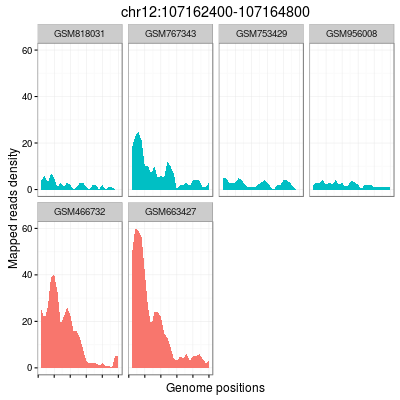 chr12:107162400-107164800
GSM818031 GSM767343 GSM753429 GSM956008
60
40
20
0
GSM466732 GSM663427
60
40
20
0
Mapped reads density
Genome positions